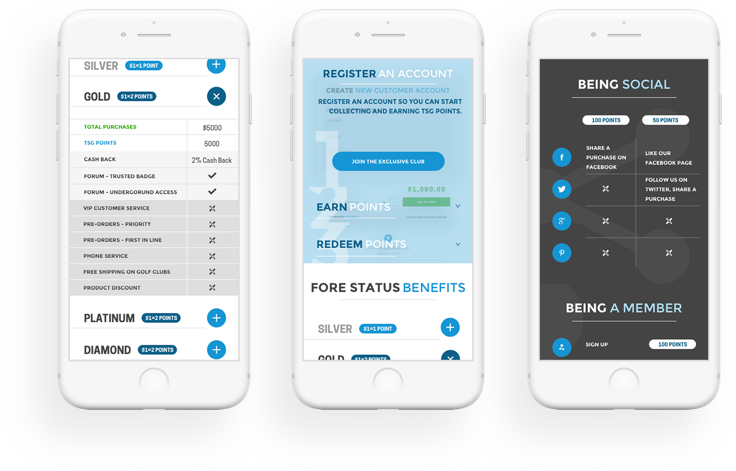 SILVER $1=1 POINT
GOLD $1=2 POINTS
TOTAL PURCHASES $5000
TSG POINTS 5000
CASH BACK 2% Cash Back
FORUM - TRUSTED BADGE
FORUM - UNDERGORUND ACCESS
VIP CUSTOMER SERVICE
PRE-ORDERS - PRIORITY
PRE-ORDERS - FIRST IN LINE
PHONE SERVICE
FREE SHIPPING ON GOLF CLUBS
PRODUCT DISCOUNT
PLATINUM $1=2 POINTS
DIAMOND $1=2 POINTS
REGISTER AN ACCOUNT
CREATE NEW CUSTOMER ACCOUNT
REGISTER AN ACCOUNT SO YOU CAN START
COLLECTING AND EARNING TSG POINTS.
1
JOIN THE EXCLUSIVE CLUB
2
$1,080.00
EARN POINTS
3
REDEEM POINTS
FORE STATUS BENEFITS
SILVER $1=1 POINT
GOLD $1=2 POINTS
BEING SOCIAL
100 POINTS 50 POINTS
SHARE A
PURCHASE ON
FACEBOOK
LIKE OUR
FACEBOOK PAGE
FOLLOW US ON
TWITTER, SHARE A
PURCHASE
BEING A MEMBER
SIGN UP 100 POINTS